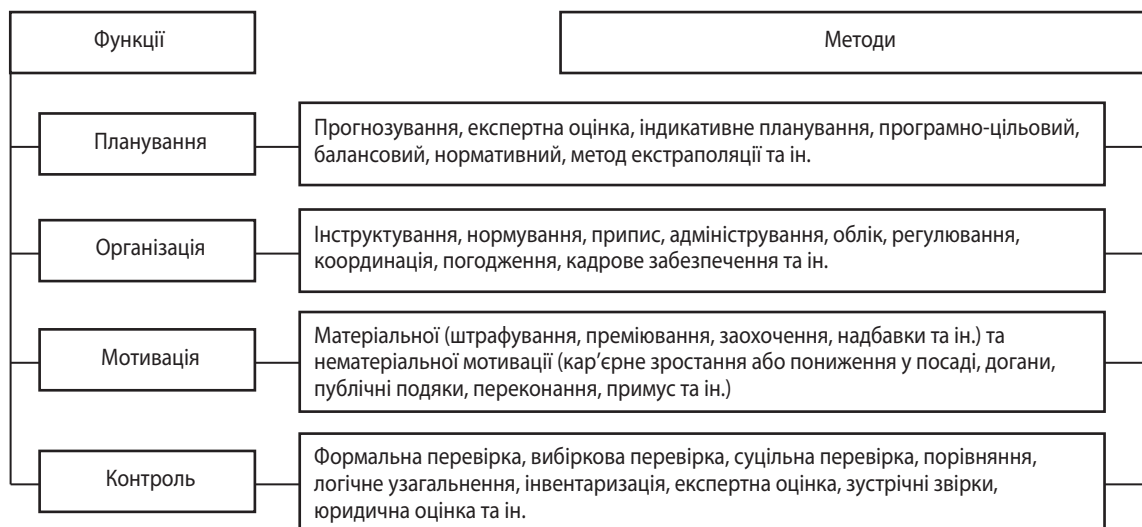 Функції
Методи
Планування
Прогнозування, експертна оцінка, індикативне планування, програмно-цільовий,
балансовий, нормативний, метод екстраполяції та ін.
Організація
Інструктування, нормування, припис, адміністрування, облік, регулювання,
координація, погодження, кадрове забезпечення та ін.
Мотивація
Матеріальної (штрафування, преміювання, заохочення, надбавки та ін.) та
нематеріальної мотивації (кар’єрне зростання або пониження у посаді, догани,
публічні подяки, переконання, примус та ін.)
Контроль
Формальна перевірка, вибіркова перевірка, суцільна перевірка, порівняння,
логічне узагальнення, інвентаризація, експертна оцінка, зустрічні звірки,
юридична оцінка та ін.